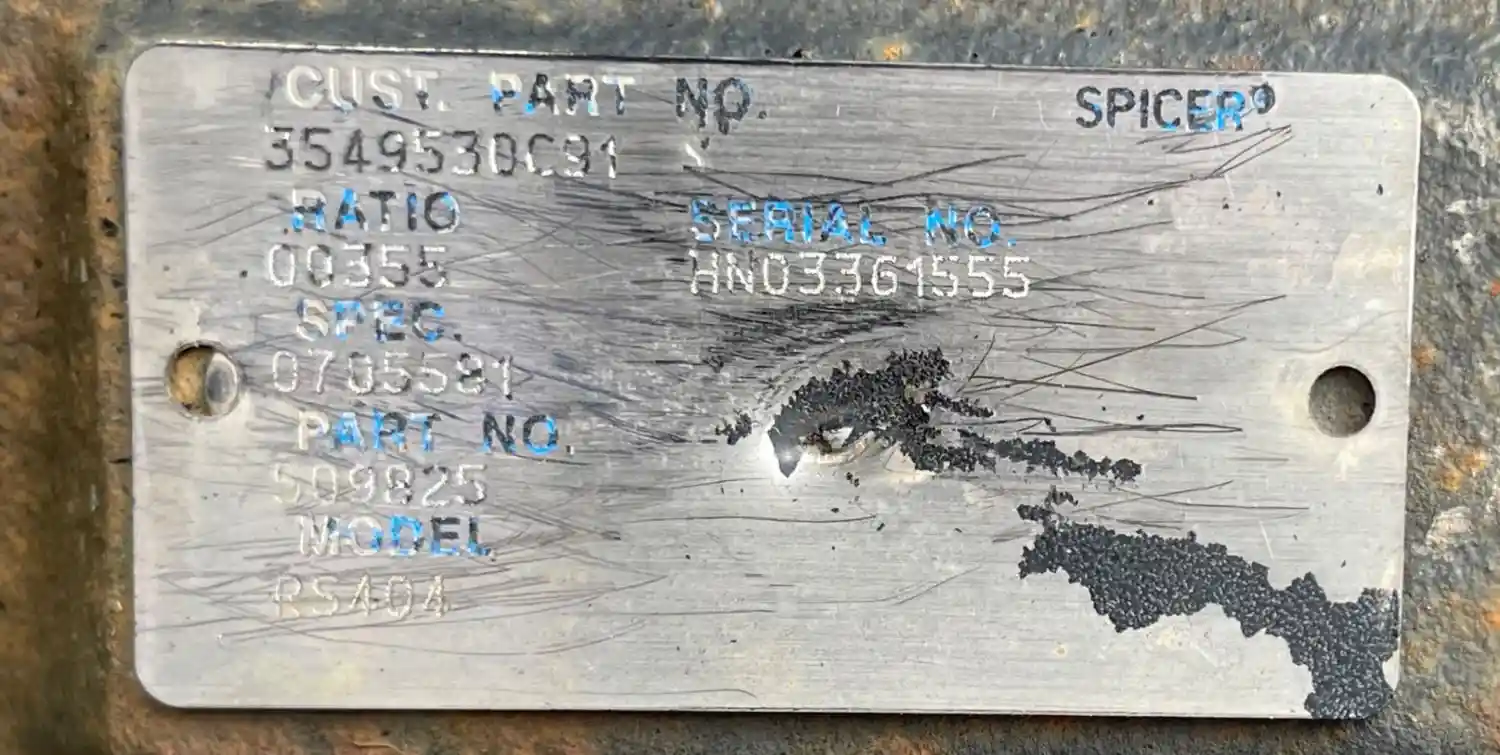 CUST. PART NO.
SPICER®
3549530C91
RATIO
SERIAL NO.
00355
HN03361555
SPEC.
0705581
PART NO.
509825
MODEL
RS404